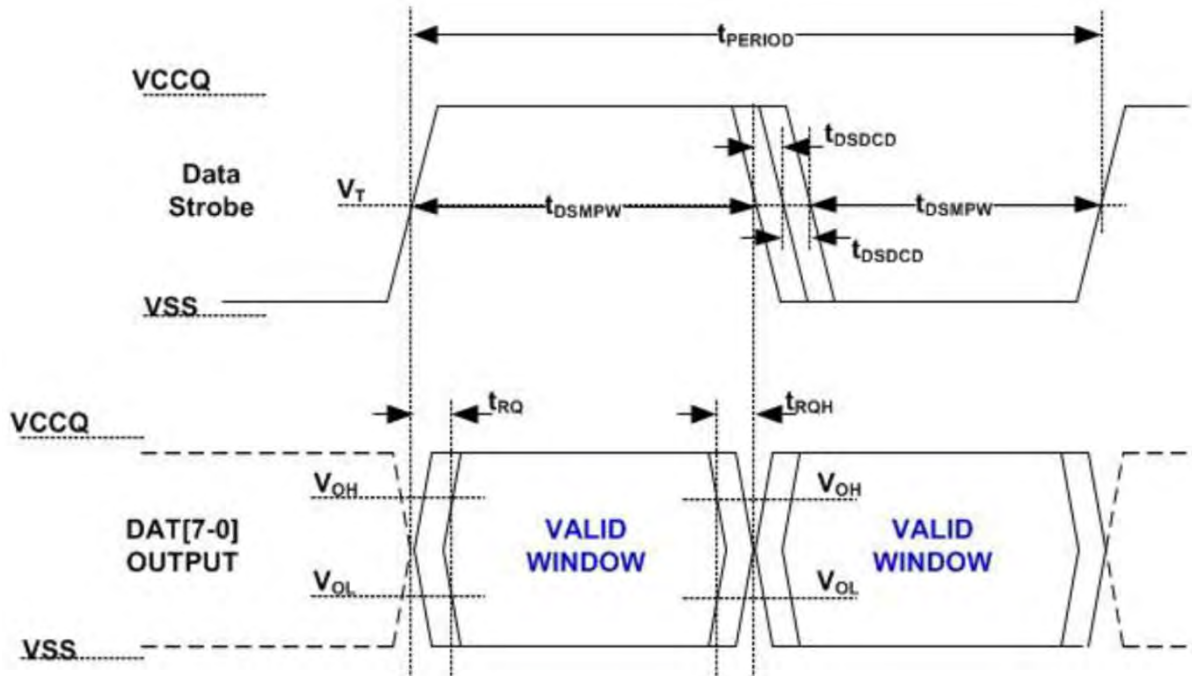 tPERIOD
VCCQ
Data
Strobe
VT
tDSDCD
tDSMPW
tDSMPW
tDSDCD
VSS
tRQ
tRQH
VCCQ
VOH
VOH
DAT[7-0]
OUTPUT
VALID
WINDOW
VALID
WINDOW
VOL
VOL
VSS